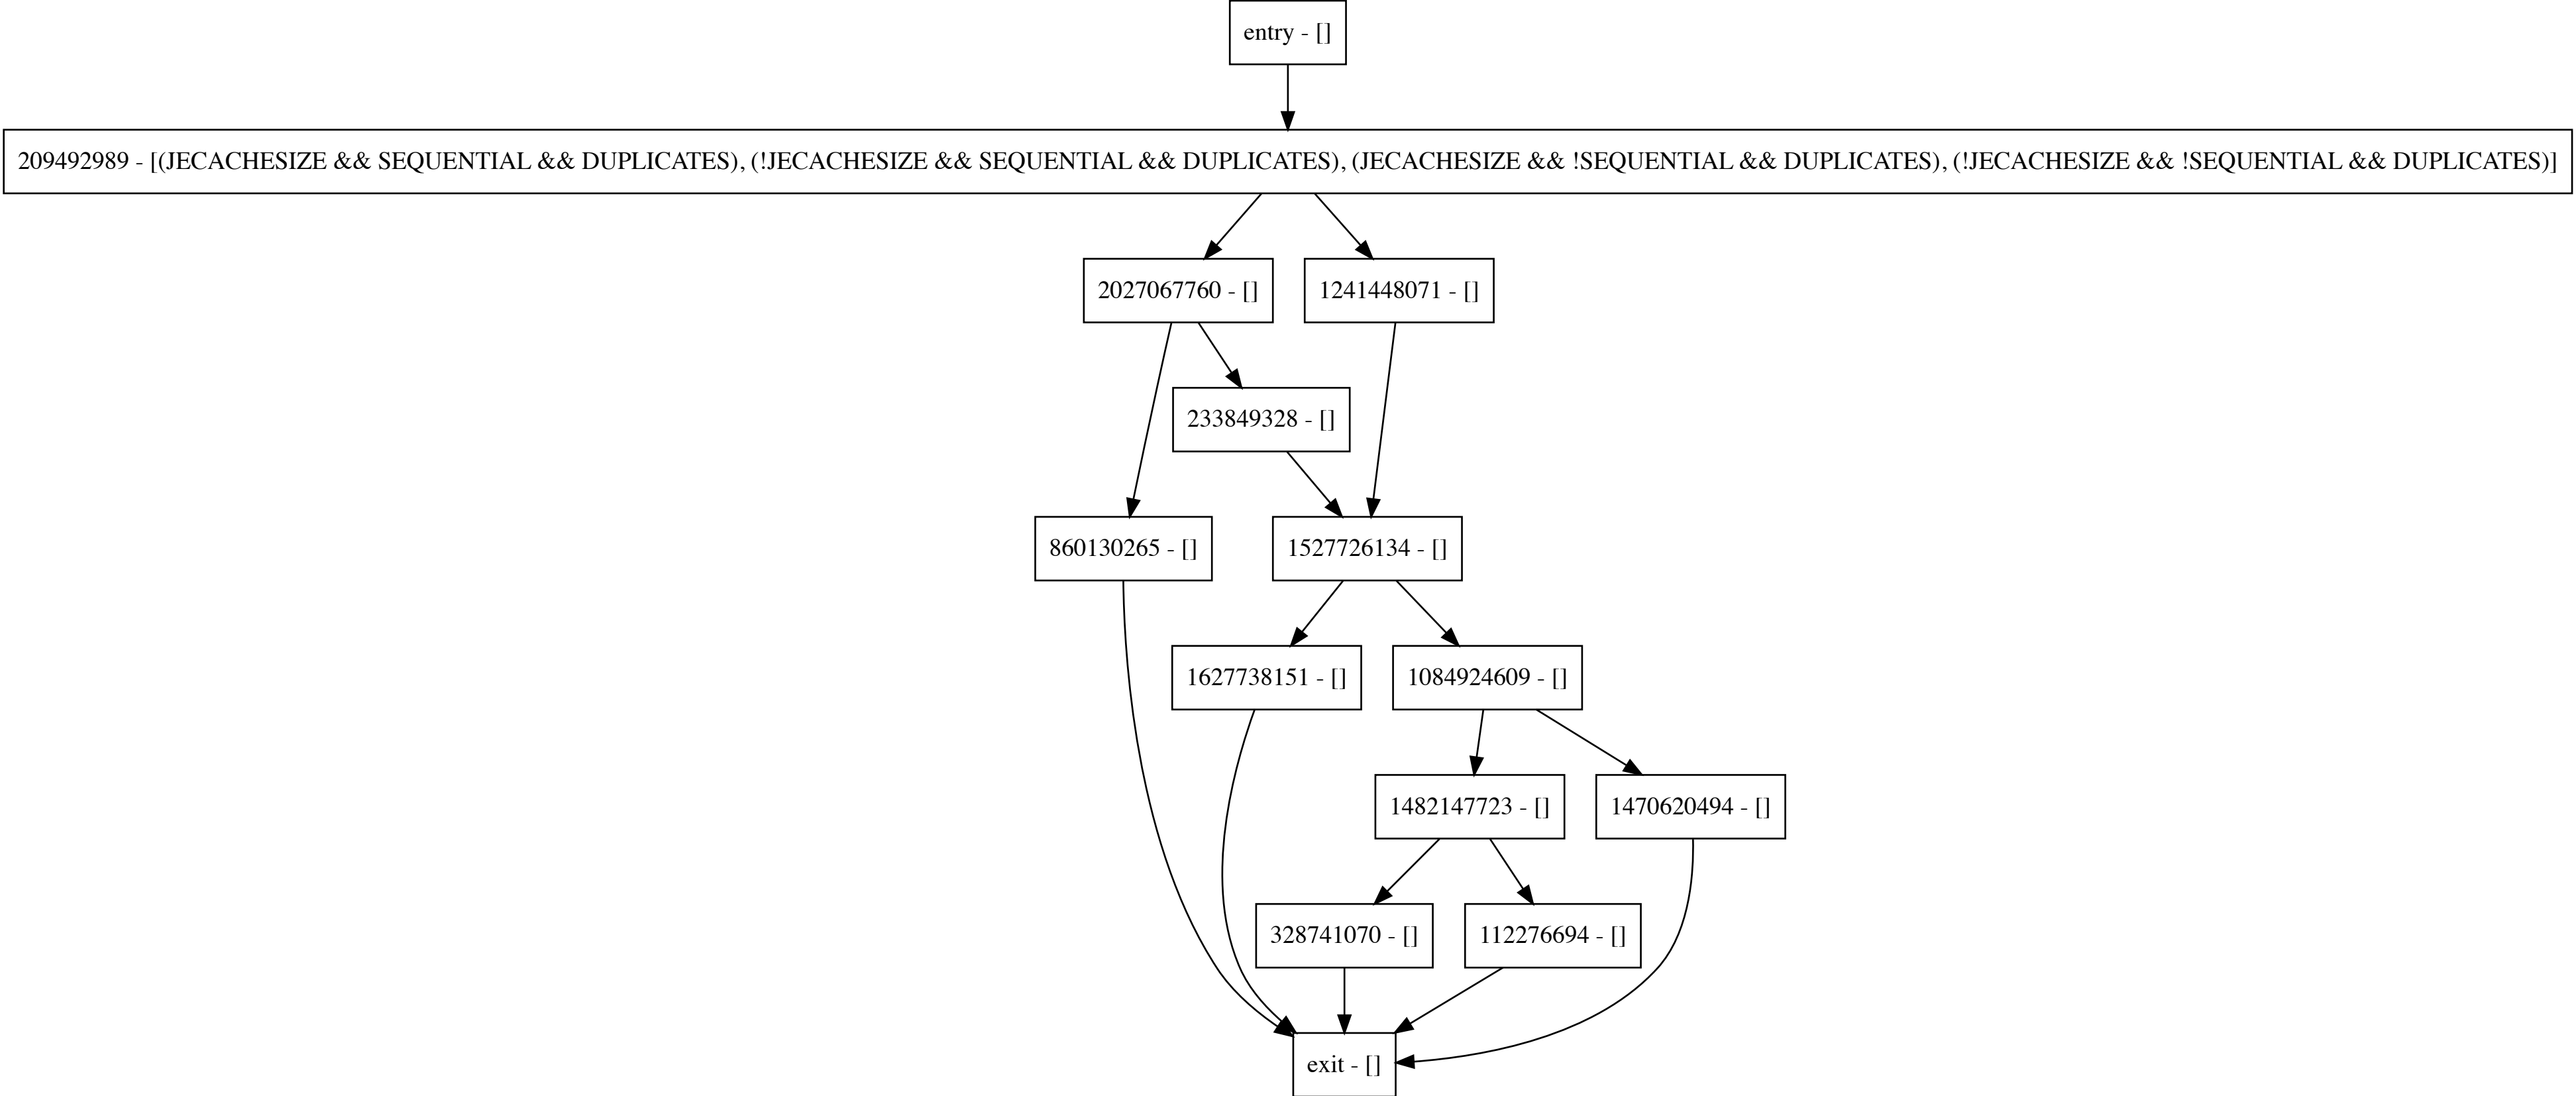 entry - []
209492989 - [(JECACHESIZE && SEQUENTIAL && DUPLICATES), (!JECACHESIZE && SEQUENTIAL && DUPLICATES), (JECACHESIZE && !SEQUENTIAL && DUPLICATES), (!JECACHESIZE && !SEQUENTIAL && DUPLICATES)]
2027067760 - []
1241448071 - []
233849328 - []
860130265 - []
1527726134 - []
1627738151 - []
1084924609 - []
1482147723 - []
1470620494 - []
328741070 - []
112276694 - []
exit - []